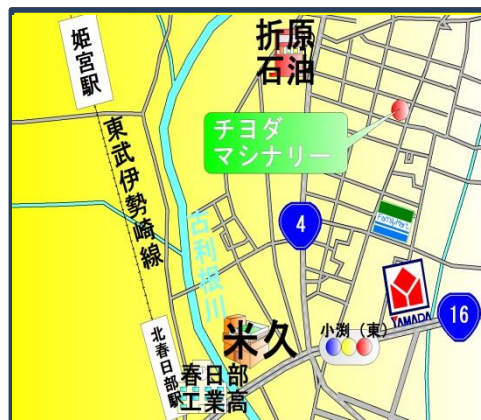 姫宮駅
折原
石油
チヨダ
マシナリー
東武伊勢崎線
4
FamilyMart
古利根川
YAMADA
16
小渕（東）
米久
北春日部駅
春日部
工業高